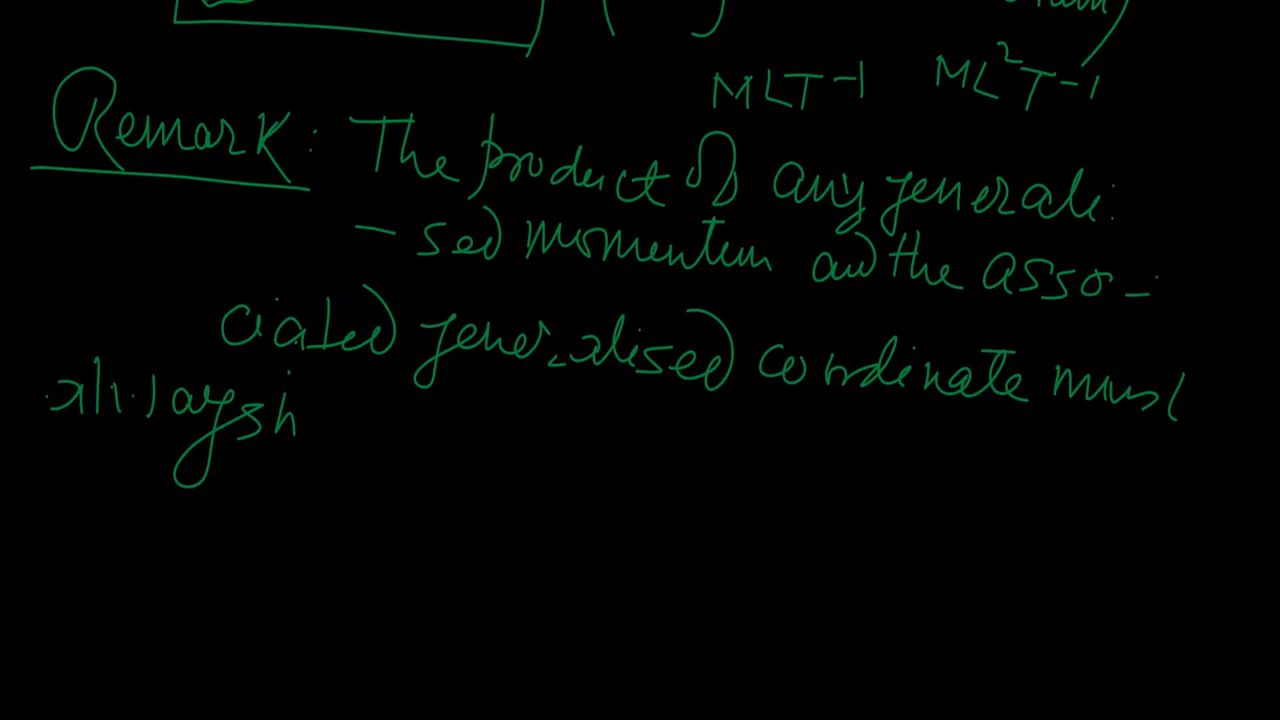 MLT-1 ML²T-1
Remark: The product of any generali
- sed momentum and the asso -
ciated generalised coordinate must
always h